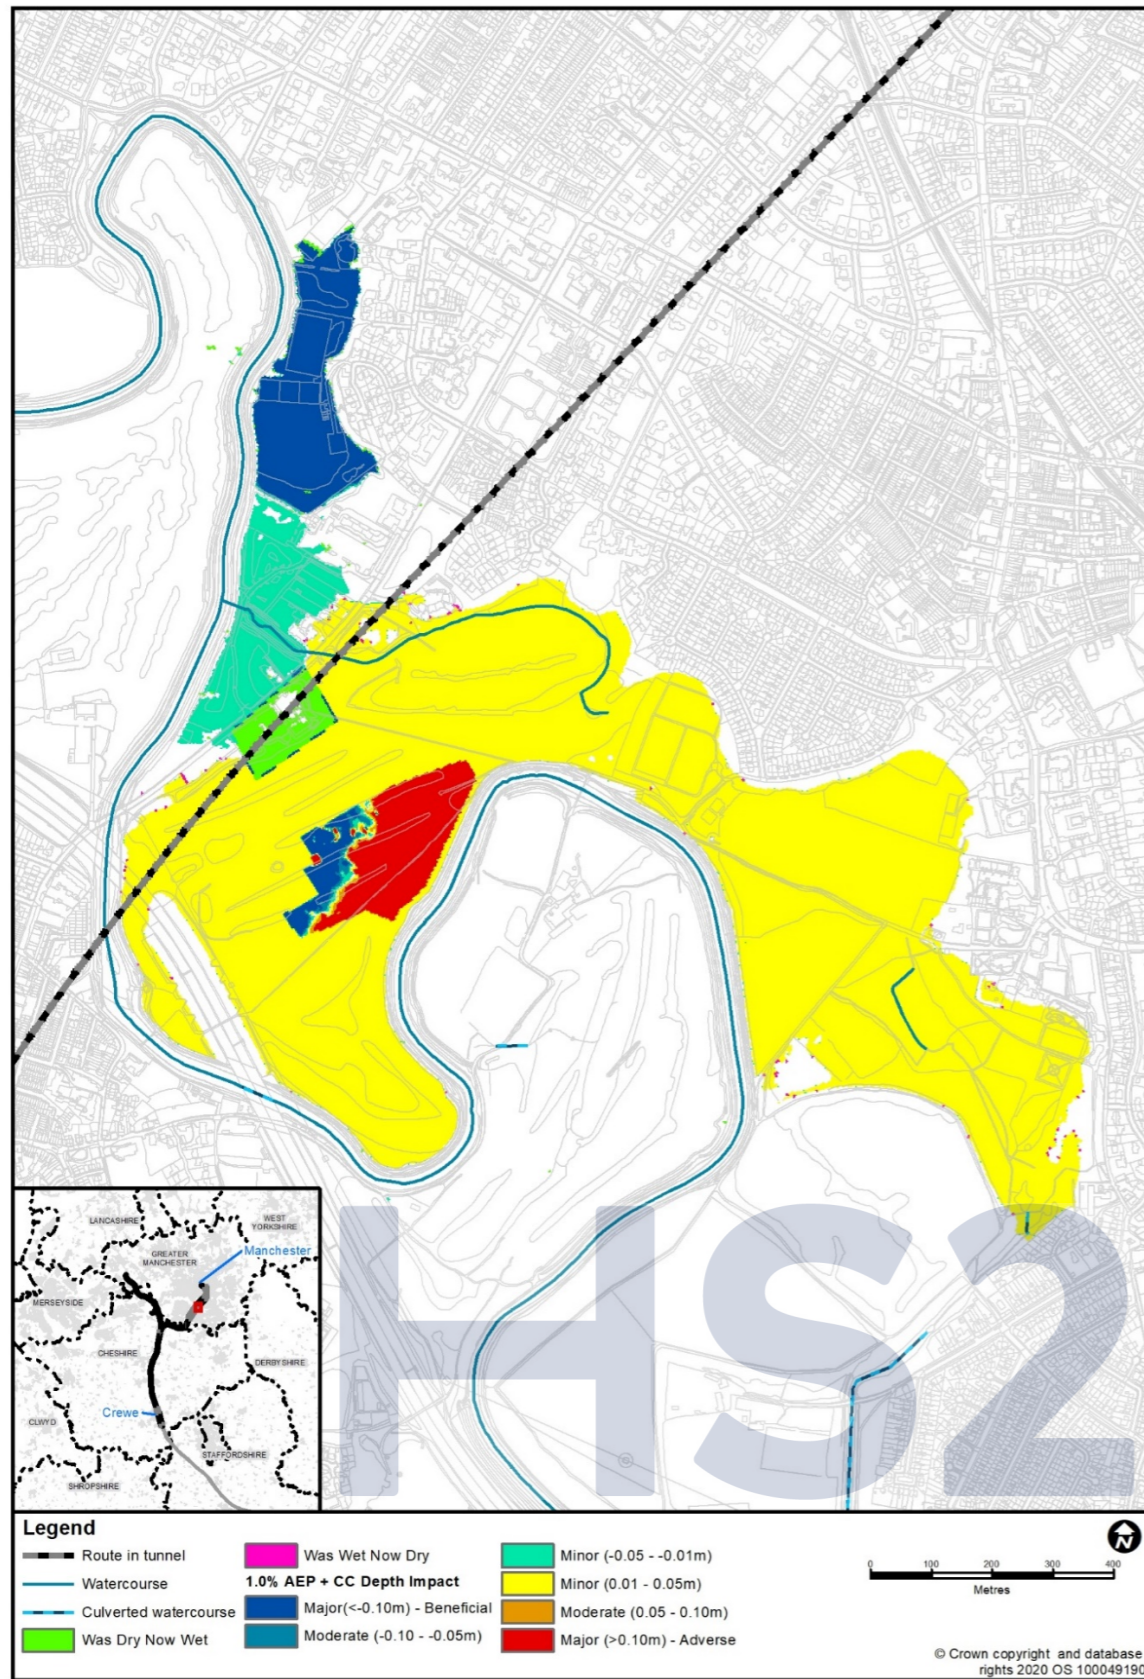 LANCASHIRE
WEST
YORKSHIRE
GREATER
MANCHESTER
Manchester
MERSEYSIDE
CHESHIRE
DERBYSHIRE
Crewe
CLWYD
STAFFORDSHIRE
SHROPSHIRE
HS2
Legend
Route in tunnel
Watercourse
Culverted watercourse
Was Dry Now Wet
Was Wet Now Dry
1.0% AEP + CC Depth Impact
Major(<-0.10m) - Beneficial
Moderate (-0.10 - -0.05m)
Minor (-0.05 - -0.01m)
Minor (0.01 - 0.05m)
Moderate (0.05 - 0.10m)
Major (>0.10m) - Adverse
N
0 100 200 300 400
Metres
© Crown copyright and database
rights 2020 OS 100049190